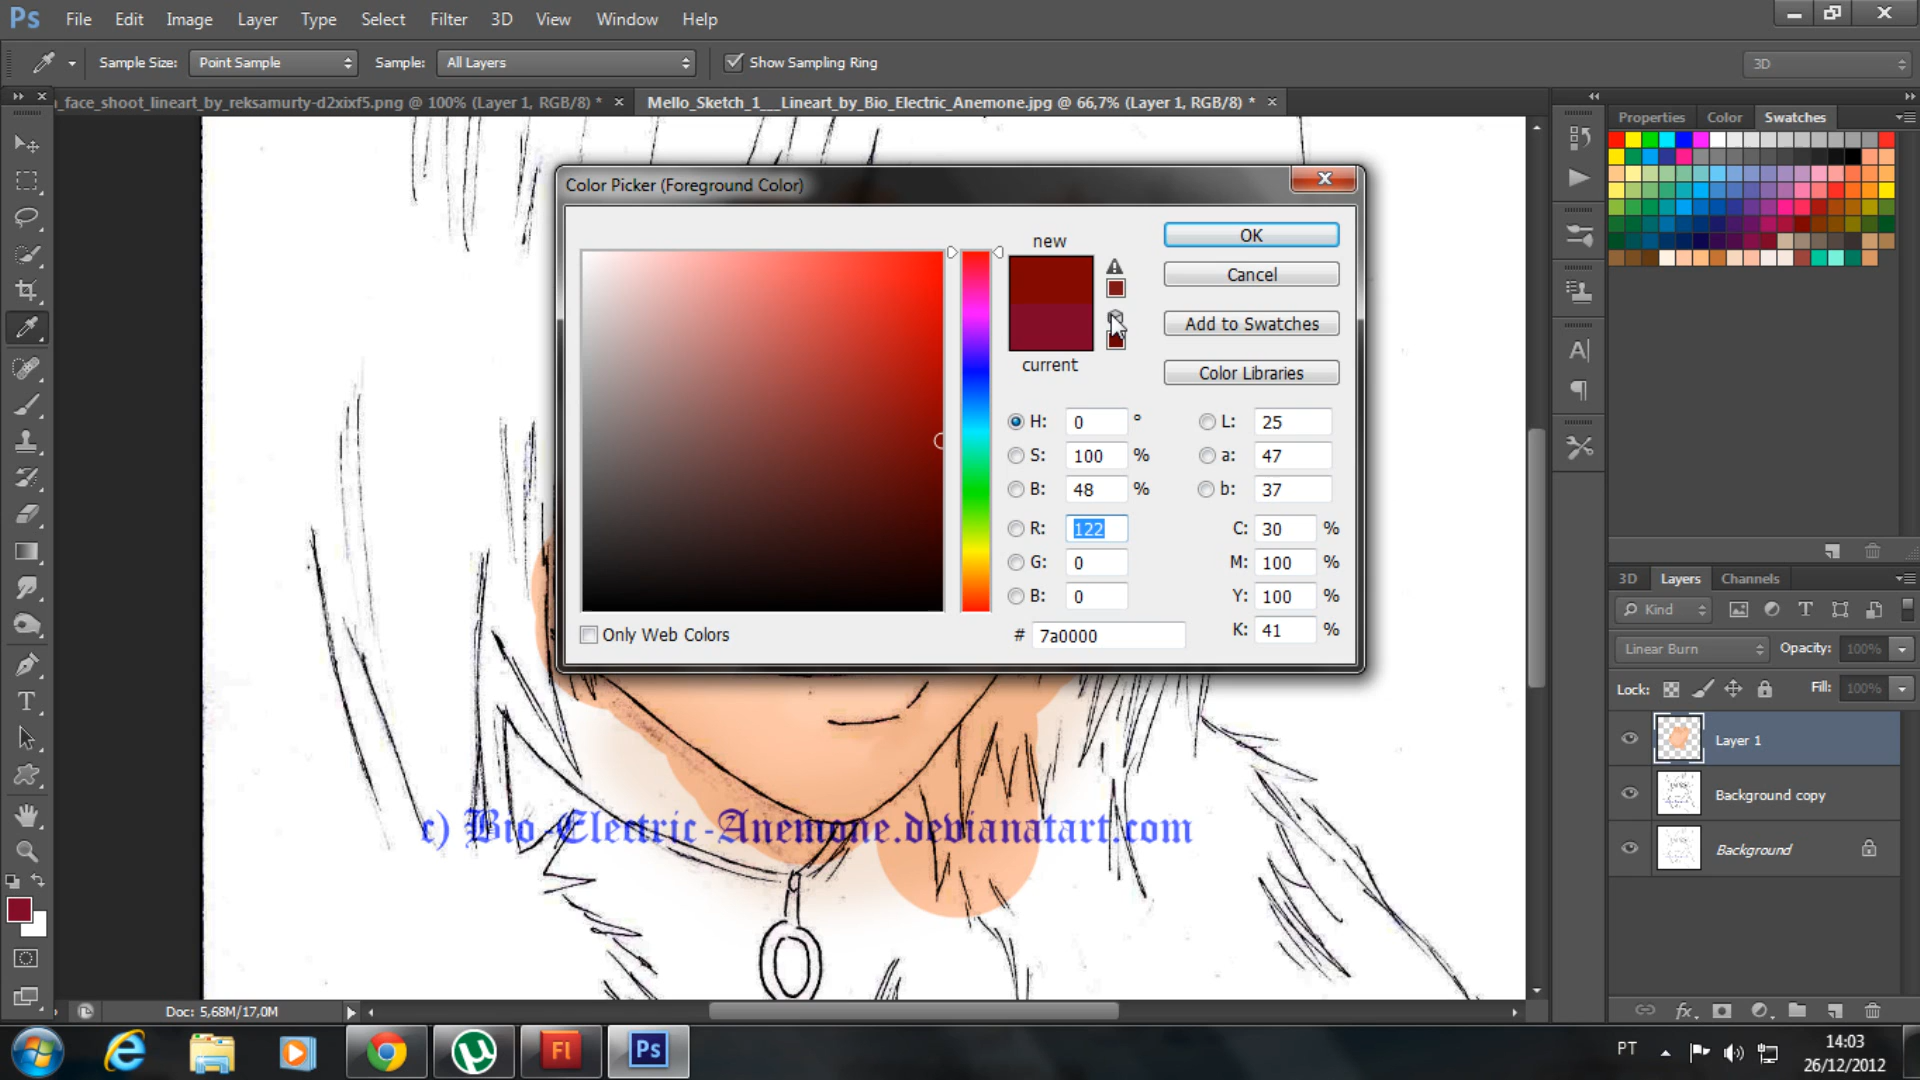 Ps File Edit Image Layer Type Select Filter 3D View Window Help
Sample Size: Point Sample Sample: All Layers Show Sampling Ring 3D
_face_shoot_lineart_by_reksamurty-d2xixf5.png @ 100% (Layer 1, RGB/8) * Mello_Sketch_1___Lineart_by_Bio_Electric_Anemone.jpg @ 66,7% (Layer 1, RGB/8) *
Properties Color Swatches
Color Picker (Foreground Color)
new
current
OK
Cancel
Add to Swatches
Color Libraries
H: 0 ° L: 25
S: 100 % a: 47
B: 48 % b: 37
R: 122 C: 30 %
G: 0 M: 100 %
B: 0 Y: 100 %
# 7a0000 K: 41 %
Only Web Colors
3D Layers Channels
Kind
Linear Burn Opacity: 100%
Lock: Fill: 100%
Layer 1
Background copy
Background
c) Bio-Electric-Anemone.devianatart.com
Doc: 5,68M/17,0M
Fl Ps
PT 14:03
26/12/2012